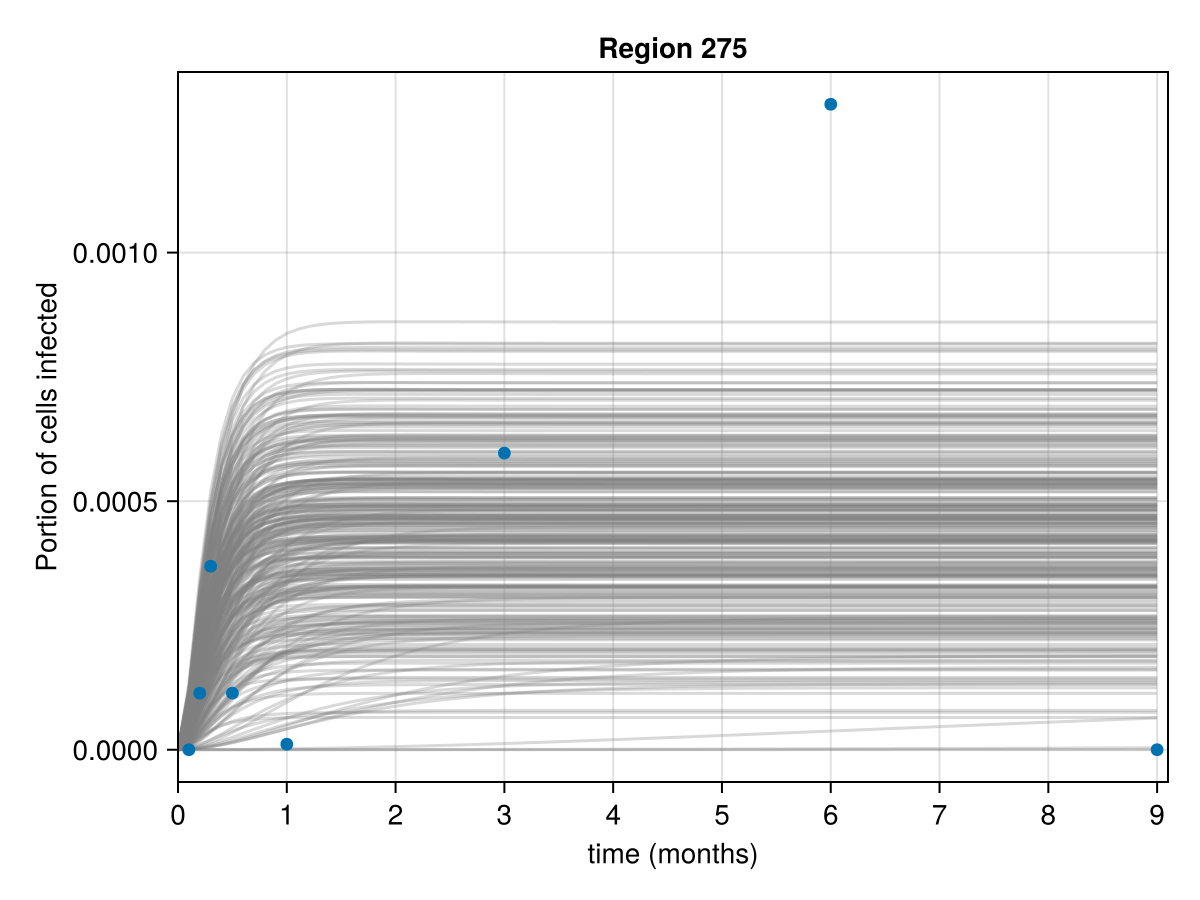 Region 275
Portion of cells infected
0.0010
0.0005
0.0000
0 1 2 3 4 5 6 7 8 9
time (months)